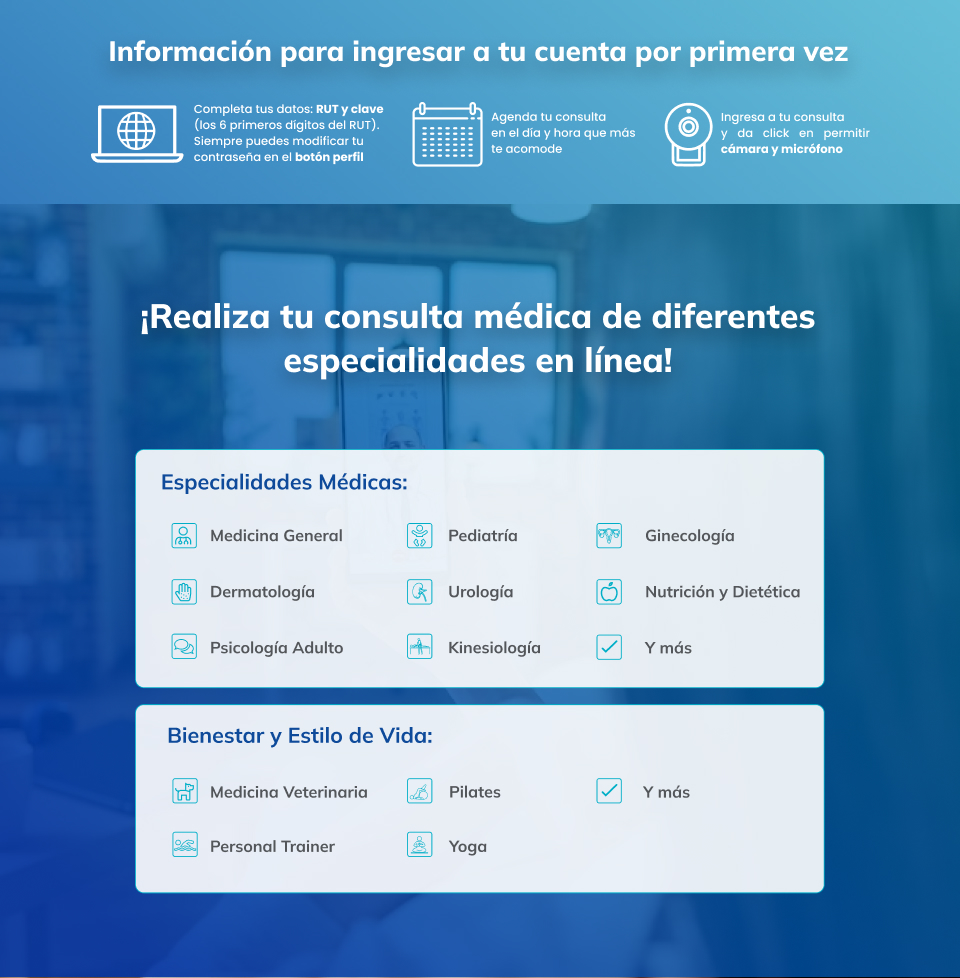 Información para ingresar a tu cuenta por primera vez
Completa tus datos: RUT y clave
(los 6 primeros dígitos del RUT).
Siempre puedes modificar tu
contraseña en el botón perfil
Agenda tu consulta
en el día y hora que más
te acomode
Ingresa a tu consulta
y da click en permitir
cámara y micrófono
¡Realiza tu consulta médica de diferentes
especialidades en línea!
Especialidades Médicas:
Medicina General
Pediatría
Ginecología
Dermatología
Urología
Nutrición y Dietética
Psicología Adulto
Kinesiología
Y más
Bienestar y Estilo de Vida:
Medicina Veterinaria
Pilates
Y más
Personal Trainer
Yoga